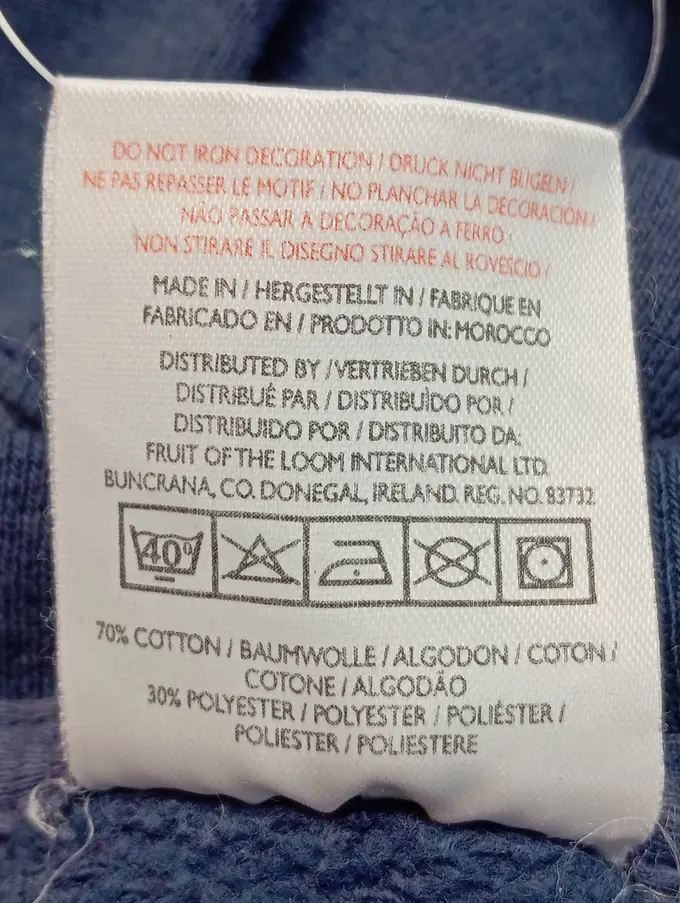 DO NOT IRON DECORATION / DRUCK NICHT BÜGELN /
NE PAS REPASSER LE MOTIF / NO PLANCHAR LA DECORACIÓN /
NÃO PASSAR A DECORAÇÃO A FERRO
NON STIRARE IL DISEGNO STIRARE AL ROVESCIO /
MADE IN / HERGESTELLT IN / FABRIQUE EN
FABRICADO EN / PRODOTTO IN: MOROCCO
DISTRIBUTED BY / VERTRIEBEN DURCH /
DISTRIBUÉ PAR / DISTRIBUÌDO POR /
DISTRIBUIDO POR / DISTRIBUITO DA:
FRUIT OF THE LOOM INTERNATIONAL LTD.
BUNCRANA, CO. DONEGAL, IRELAND. REG. NO. 83732
40°
70% COTTON / BAUMWOLLE / ALGODON / COTON /
COTONE / ALGODÃO
30% POLYESTER / POLYESTER / POLIÉSTER /
POLIESTER / POLIESTERE